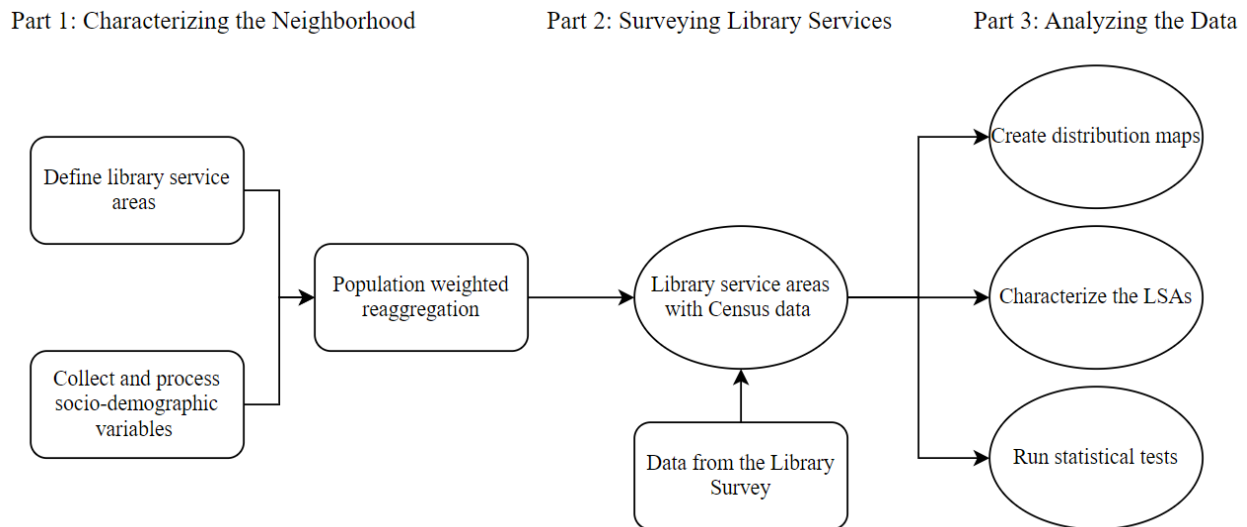 Part 1: Characterizing the Neighborhood
Part 2: Surveying Library Services
Part 3: Analyzing the Data
Define library service
areas
Collect and process
socio-demographic
variables
Population weighted
reaggregation
Library service areas
with Census data
Data from the Library
Survey
Create distribution maps
Characterize the LSAs
Run statistical tests